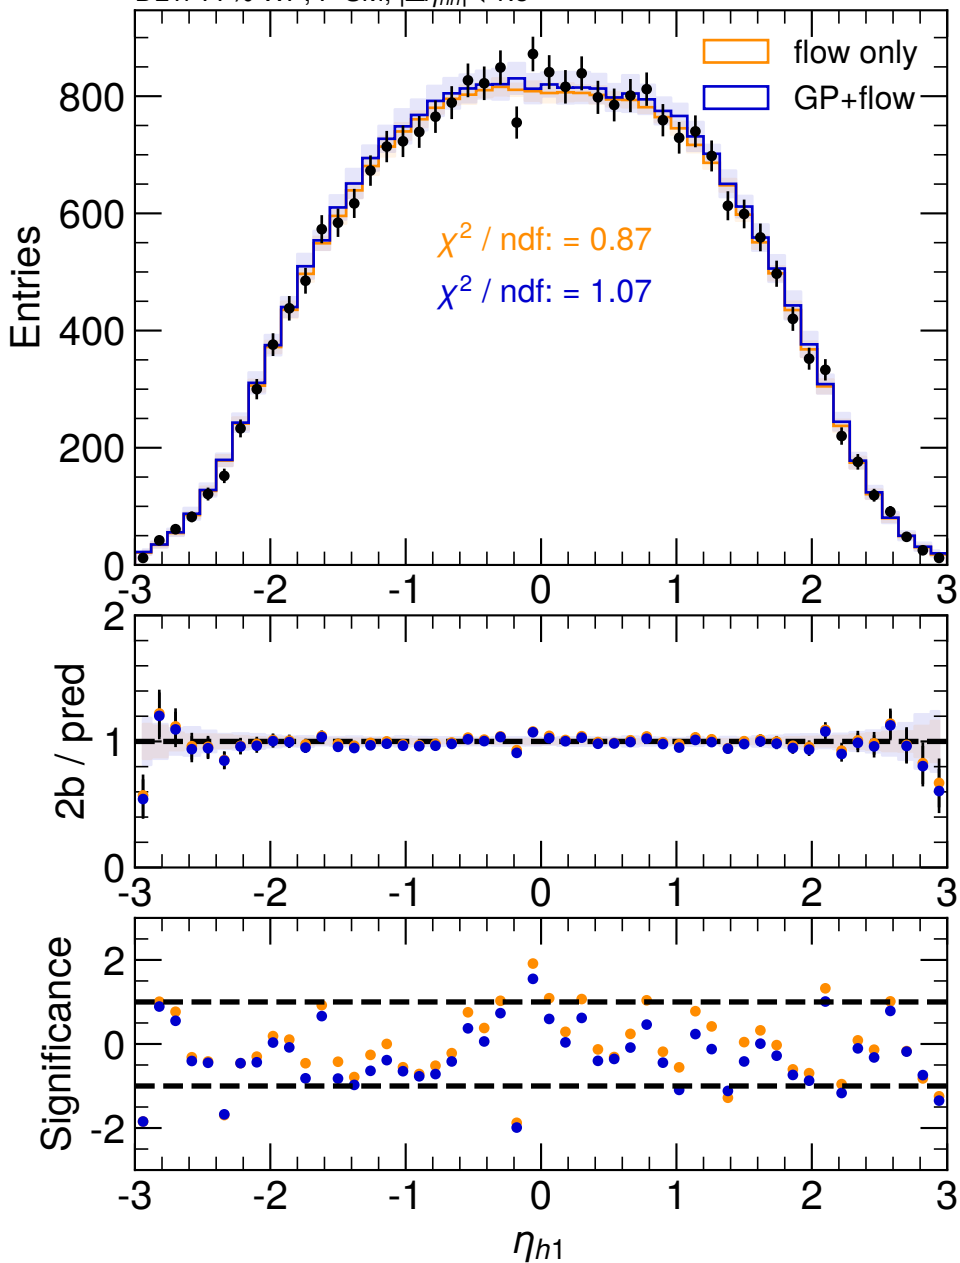 flow only
GP+flow
χ² / ndf: = 0.87
χ² / ndf: = 1.07
Entries
800
600
400
200
0
-3 -2 -1 0 1 2 3
2b / pred
2
1
0
-3 -2 -1 0 1 2 3
Significance
2
0
-2
-3 -2 -1 0 1 2 3
η_h1